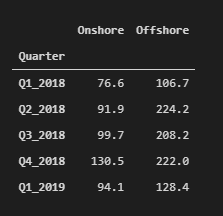 Onshore Offshore
Quarter
Q1_2018 76.6 106.7
Q2_2018 91.9 224.2
Q3_2018 99.7 208.2
Q4_2018 130.5 222.0
Q1_2019 94.1 128.4